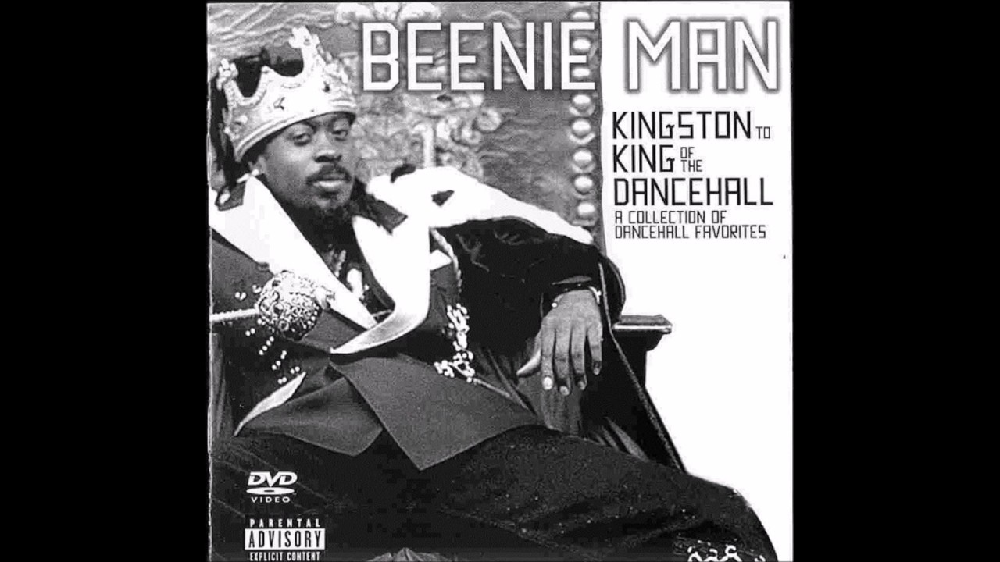 BEENIE MAN
KINGSTON TO
KING OF THE
DANCEHALL
A COLLECTION OF
DANCEHALL FAVORITES
DVD
VIDEO
PARENTAL
ADVISORY
EXPLICIT CONTENT